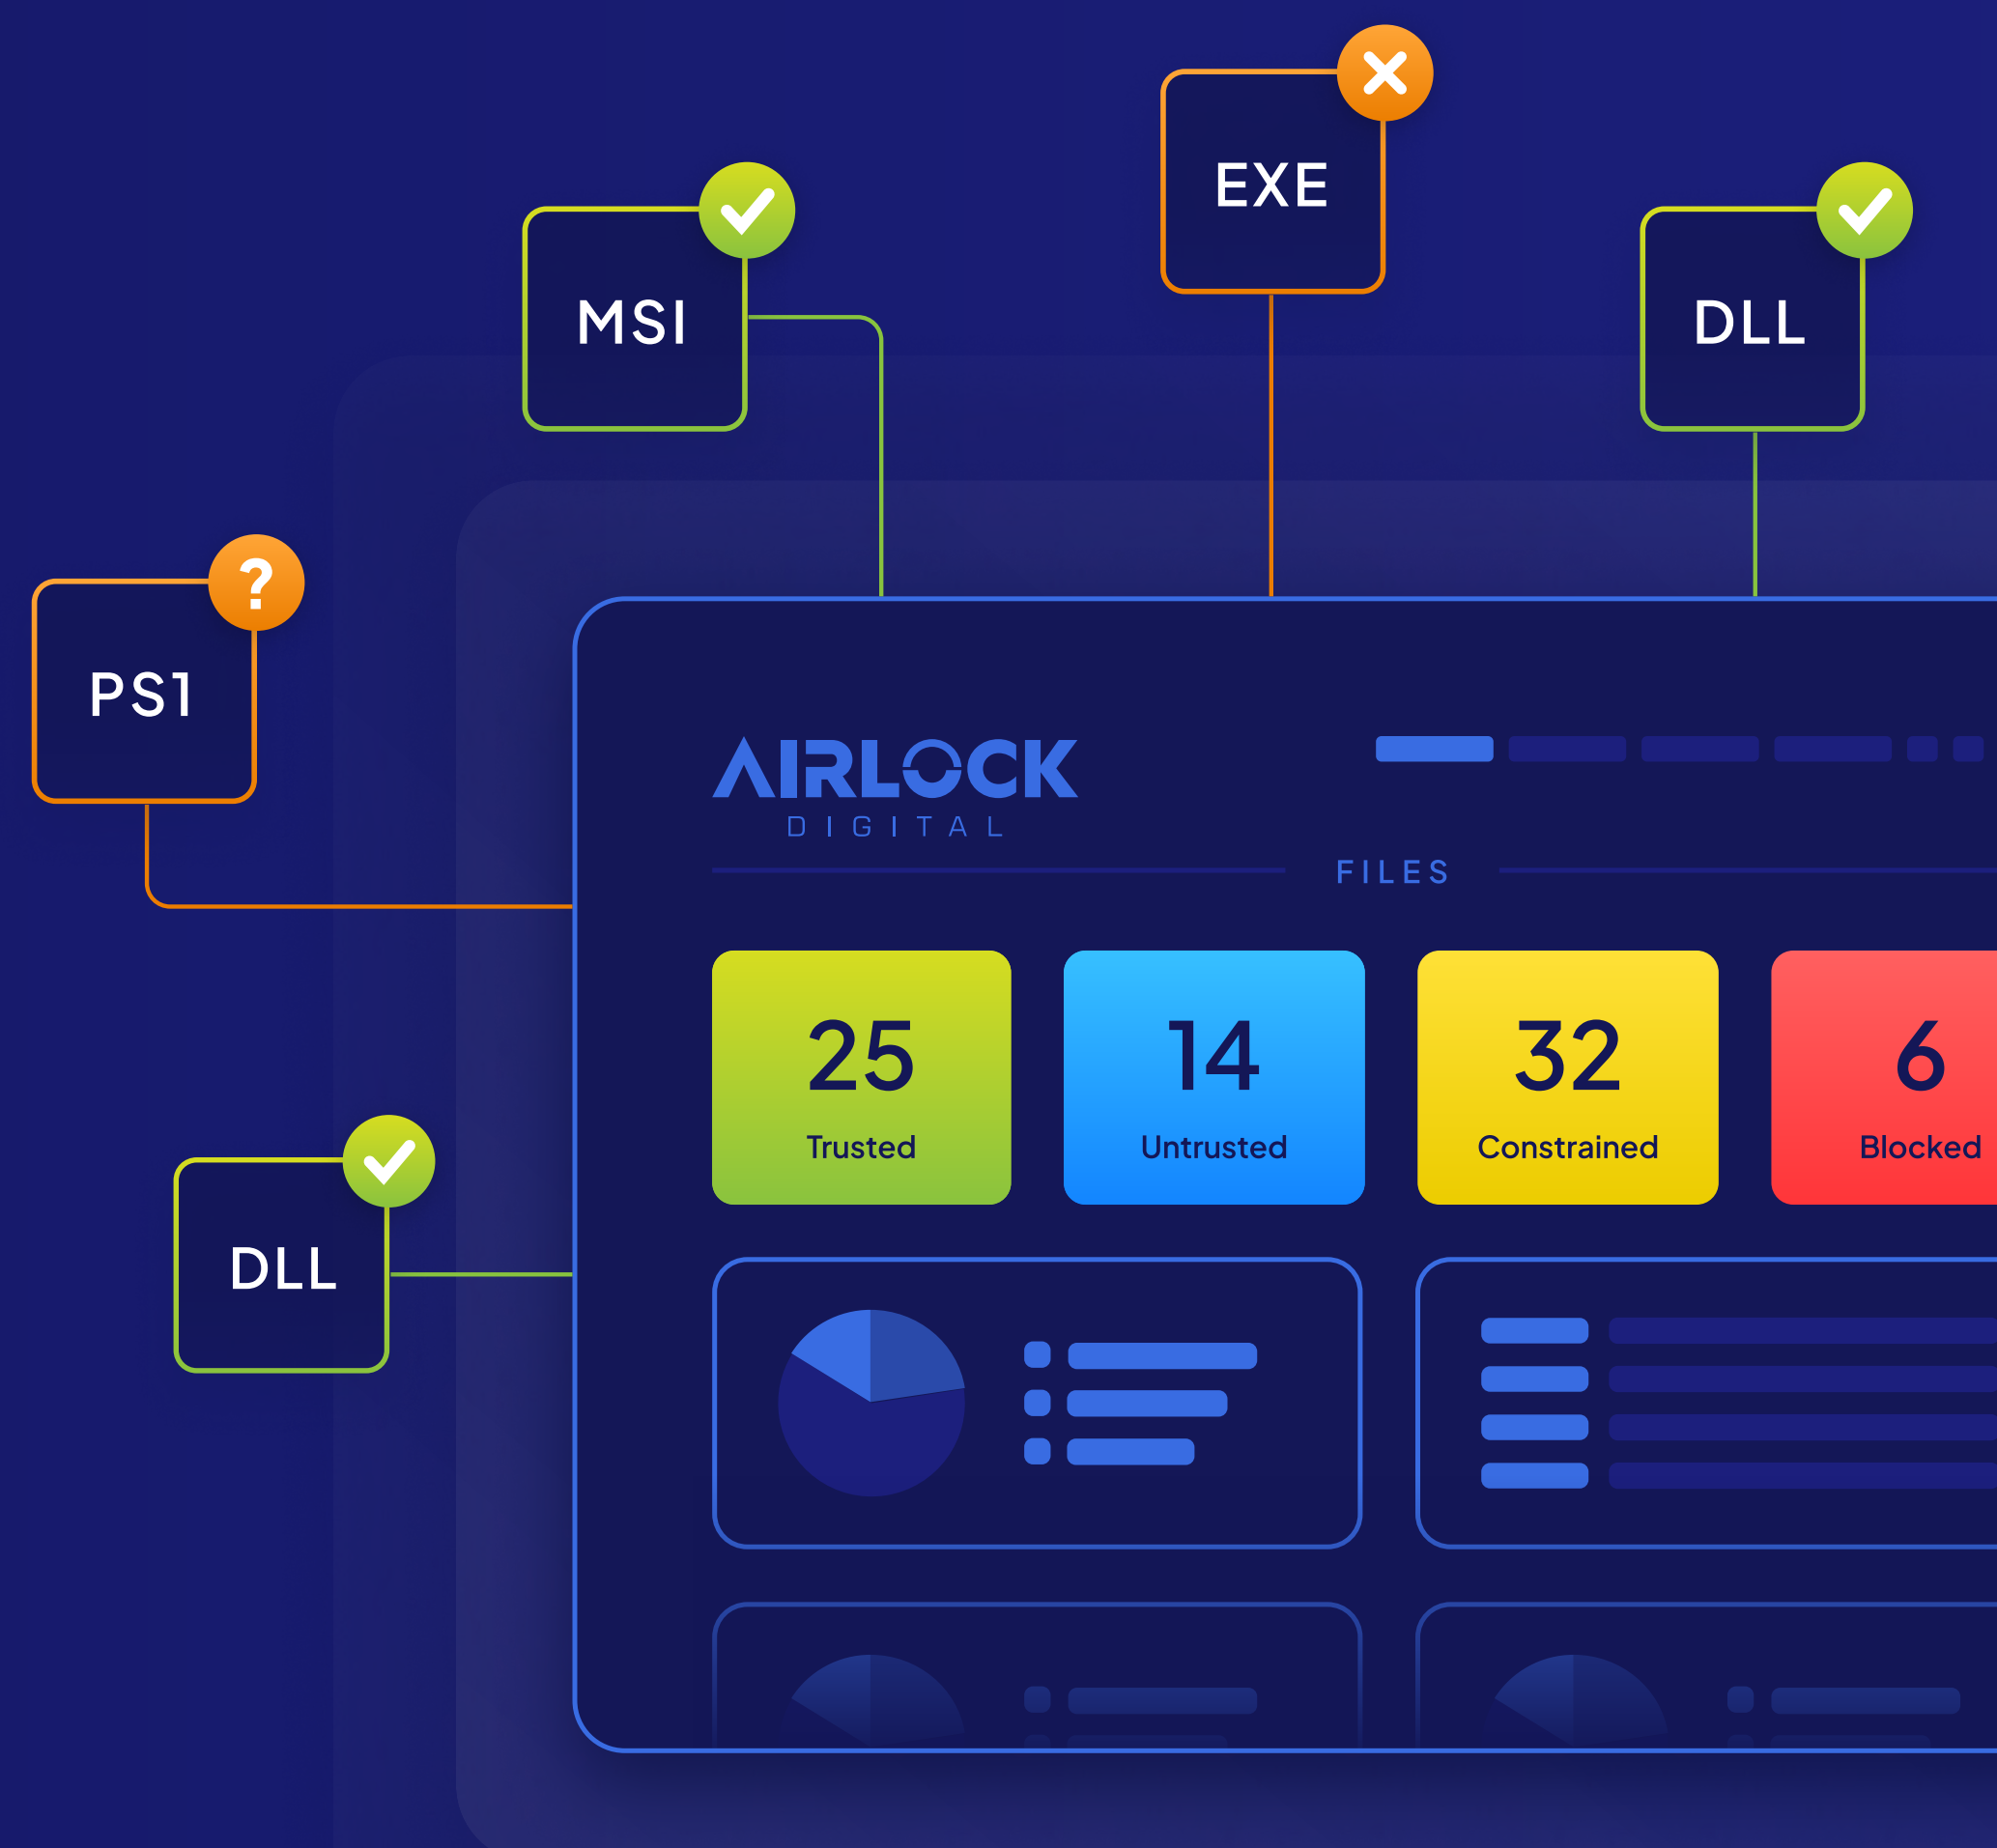 EXE
MSI
DLL
PS1
?
AIRLOCK
DIGITAL
FILES
25
Trusted
14
Untrusted
32
Constrained
6
Blocked
DLL